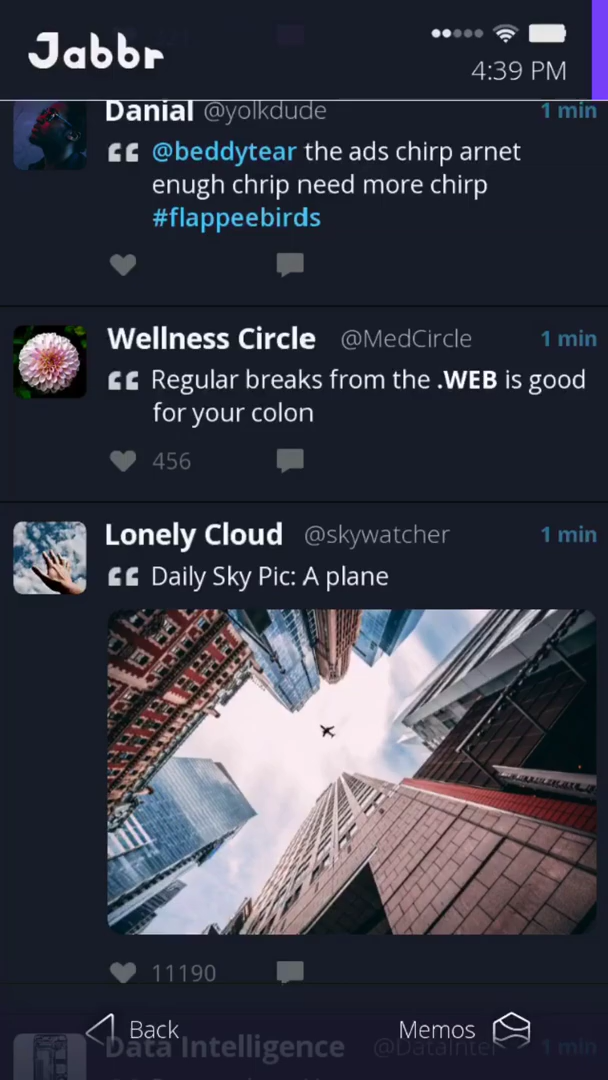 Jabbr
4:39 PM
Danial @yolkdude 1 min
@beddytear the ads chirp arnet
enugh chrip need more chirp
#flappeebirds
Wellness Circle @MedCircle 1 min
Regular breaks from the .WEB is good
for your colon
456
Lonely Cloud @skywatcher 1 min
Daily Sky Pic: A plane
11190
Back Memos
Data Intelligence @DataInter 1 min